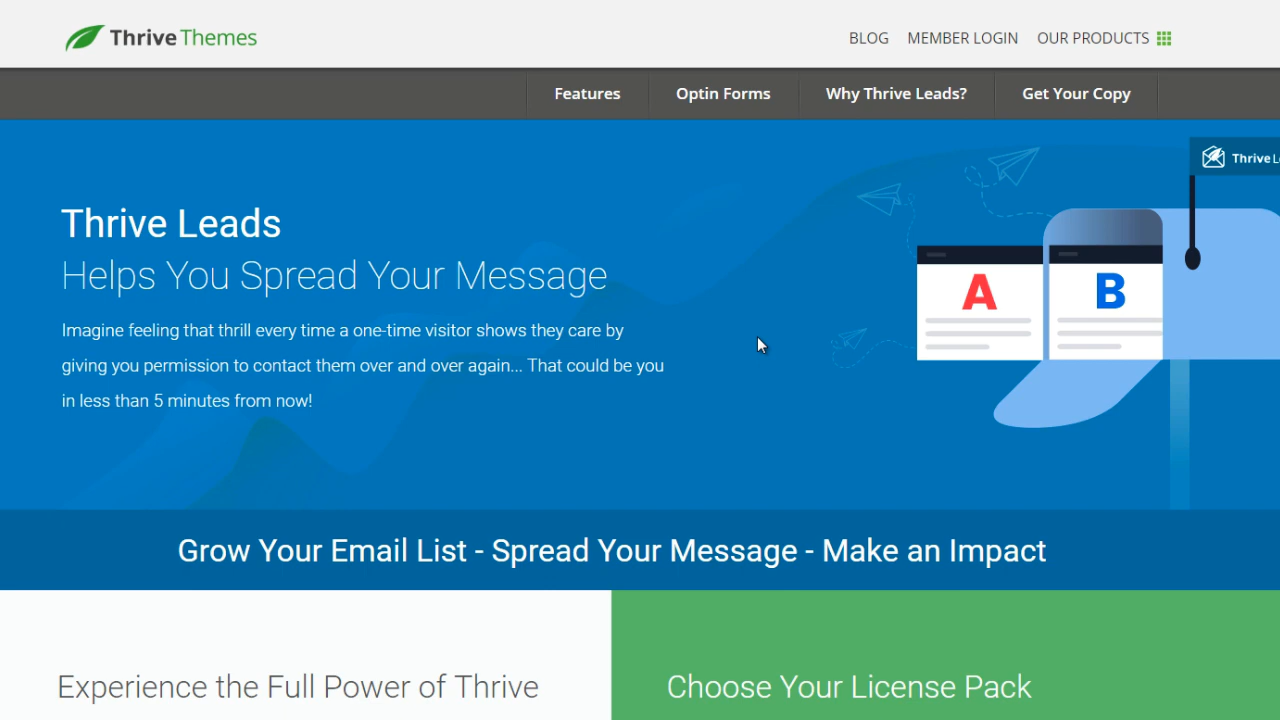 Thrive Themes
BLOG MEMBER LOGIN OUR PRODUCTS
Features Optin Forms Why Thrive Leads? Get Your Copy
Thrive
Thrive Leads
Helps You Spread Your Message
Imagine feeling that thrill every time a one-time visitor shows they care by
giving you permission to contact them over and over again... That could be you
in less than 5 minutes from now!
A B
Grow Your Email List - Spread Your Message - Make an Impact
Experience the Full Power of Thrive
Choose Your License Pack